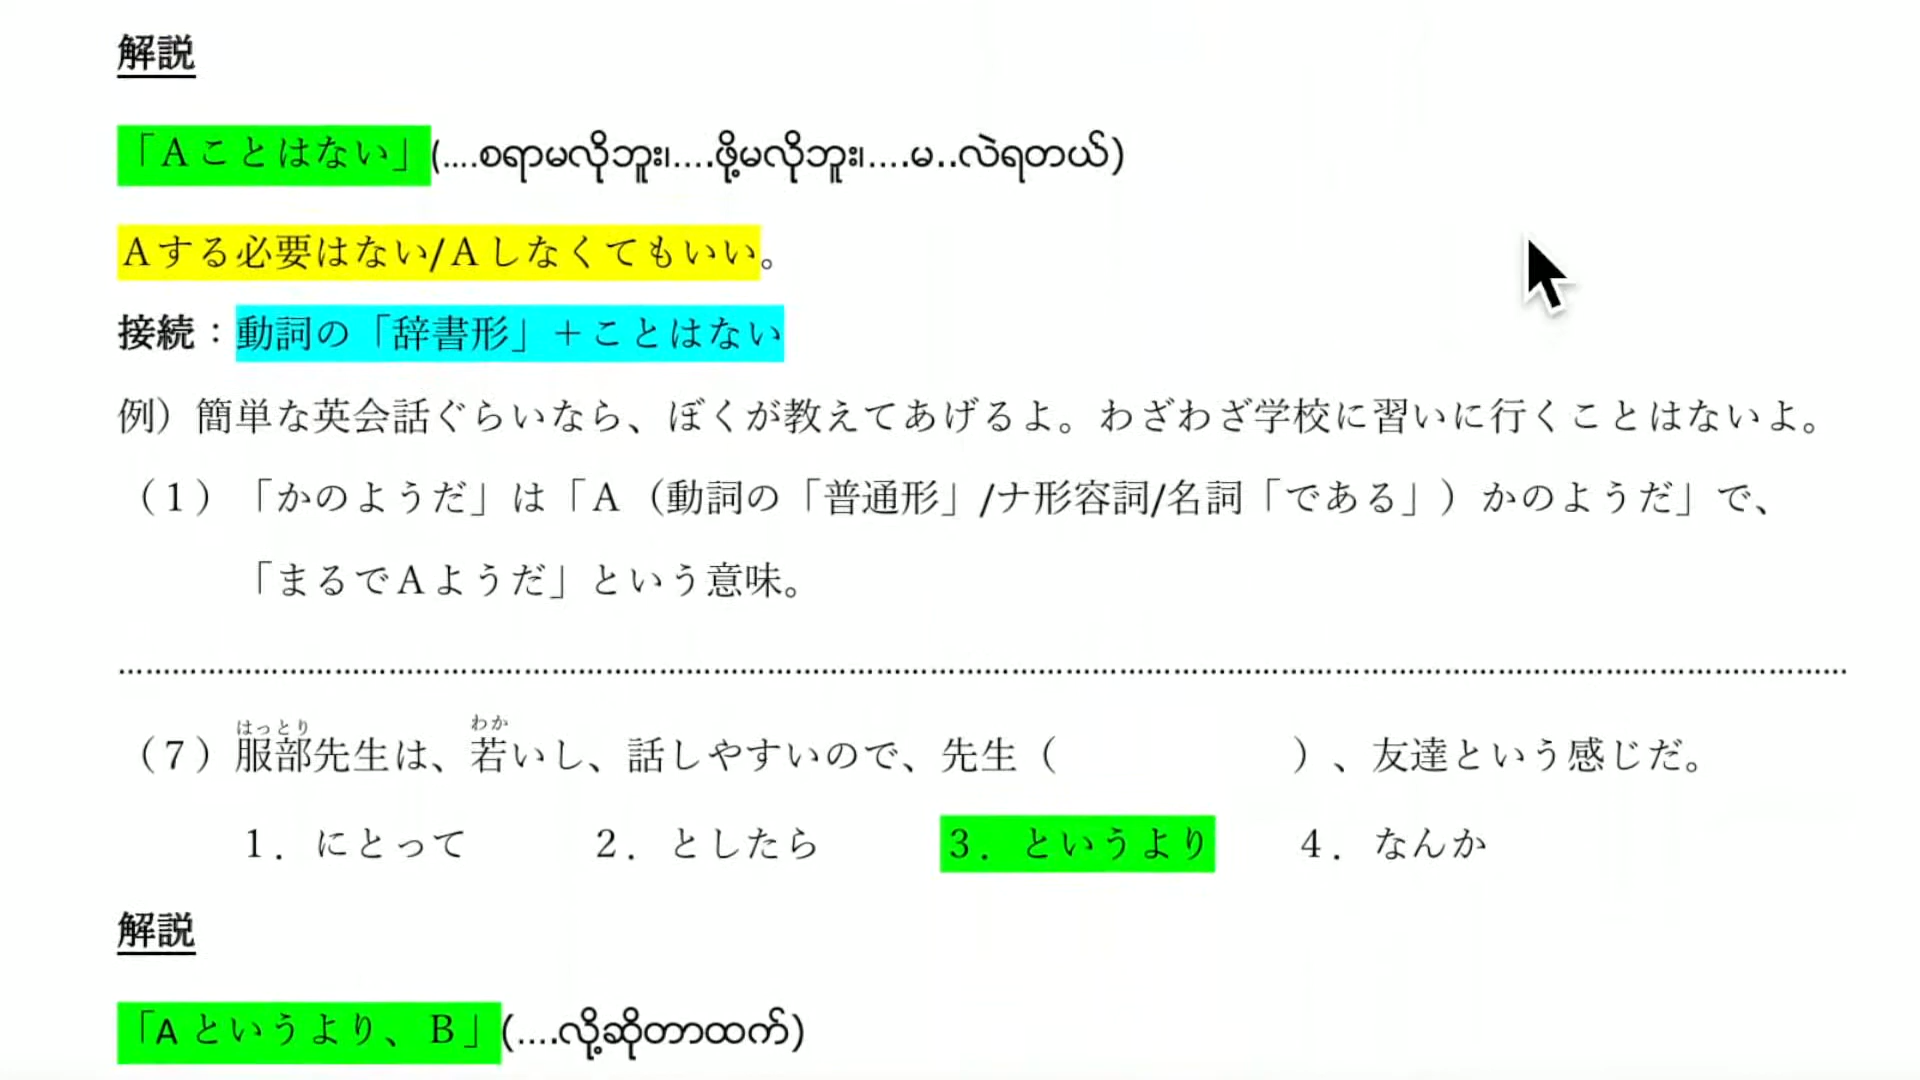 解説
「Aことはない」(....စရာမလိုဘူး၊....ဖို့မလိုဘူး၊....မ..လဲရတယ်)
Aする必要はない/Aしなくてもいい。
接続：動詞の「辞書形」＋ことはない
例）簡単な英会話ぐらいなら、ぼくが教えてあげるよ。わざわざ学校に習いに行くことはないよ。
（1）「かのようだ」は「A（動詞の「普通形」/ナ形容詞/名詞「である」）かのようだ」で、
「まるでAようだ」という意味。
はっとり わか
（7）服部先生は、若いし、話しやすいので、先生（　　　　　　）、友達という感じだ。
1．にとって　2．としたら　3．というより　4．なんか
解説
「Aというより、B」(....လို့ဆိုတာထက်)